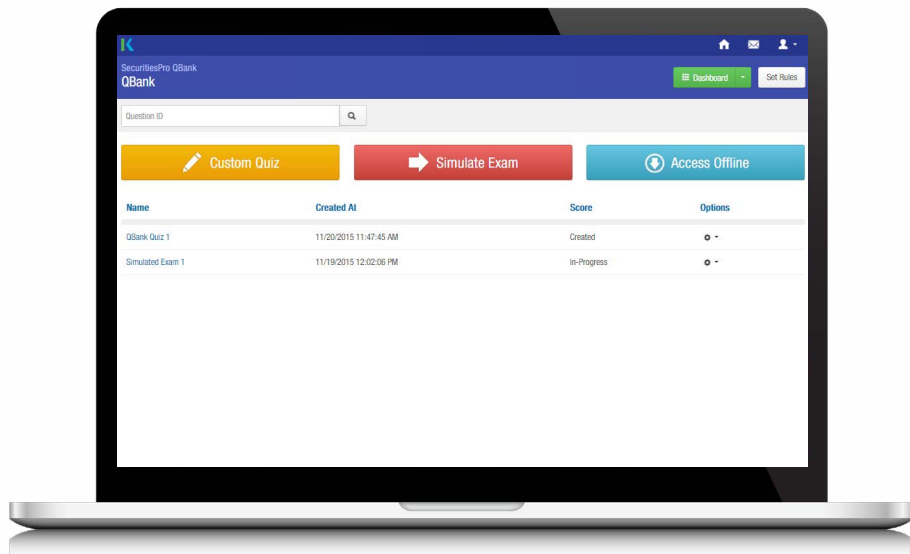 K
SecuritiesPro QBank
QBank
Dashboard
Set Rules
Question ID
Custom Quiz
Simulate Exam
Access Offline
Name Created At Score Options
QBank Quiz 1 11/20/2015 11:47:45 AM Created
Simulated Exam 1 11/19/2015 12:02:06 PM In-Progress